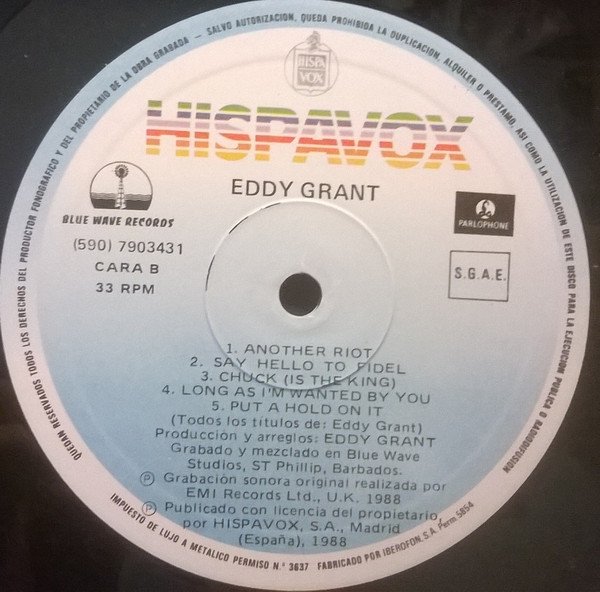 QUEDAN RESERVADOS TODOS LOS DERECHOS DEL PRODUCTOR FONOGRAFICO Y DEL PROPIETARIO DE LA OBRA GRABADA — SALVO AUTORIZACION, QUEDA PROHIBIDA LA DUPLICACION, ALQUILER O PRESTAMO, ASI COMO LA UTILIZACION DE ESTE DISCO PARA LA EJECUCION PUBLICA O RADIODIFUSION
HISPA
VOX
HISPAVOX
EDDY GRANT
BLUE WAVE RECORDS
PARLOPHONE
(590) 7903431
CARA B
33 RPM
S.G.A.E.
1. ANOTHER RIOT
2. SAY HELLO TO FIDEL
3. CHUCK (IS THE KING)
4. LONG AS I'M WANTED BY YOU
5. PUT A HOLD ON IT
(Todos los títulos de: Eddy Grant)
Producción y arreglos: EDDY GRANT
Grabado y mezclado en Blue Wave
Studios, ST Phillip, Barbados.
Ⓟ Grabación sonora original realizada por
EMI Records Ltd., U.K. 1988
Ⓟ Publicado con licencia del propietario,
por HISPAVOX, S.A., Madrid
(España), 1988
IMPUESTO DE LUJO A METALICO PERMISO N.º 3637 FABRICADO POR IBEROFON, S.A. Perm. 5854